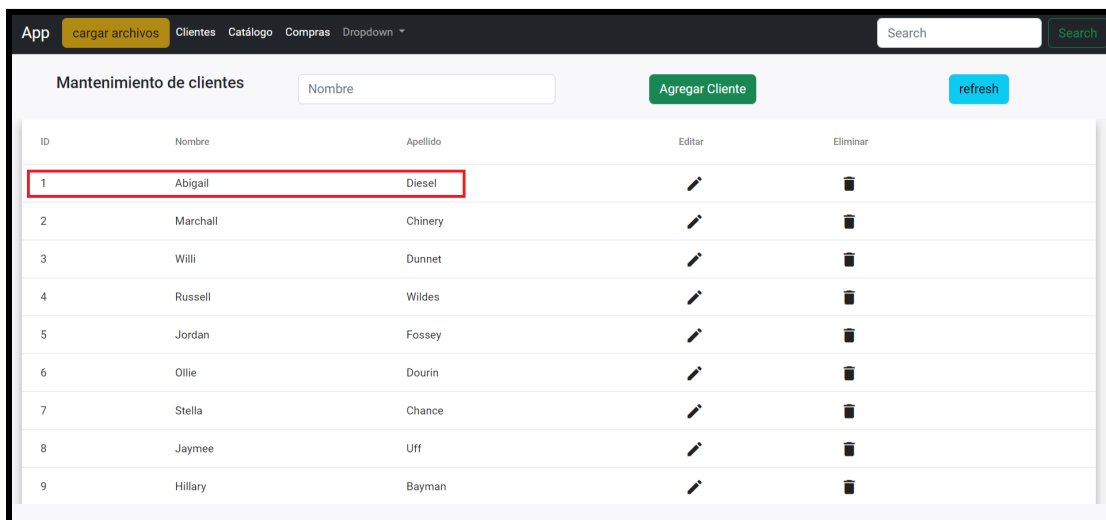 App cargar archivos Clientes Catálogo Compras Dropdown Search Search
Mantenimiento de clientes Nombre Agregar Cliente refresh
ID Nombre Apellido Editar Eliminar
1 Abigail Diesel
2 Marchall Chinery
3 Willi Dunnet
4 Russell Wildes
5 Jordan Fossey
6 Ollie Dourin
7 Stella Chance
8 Jaymee Uff
9 Hillary Bayman